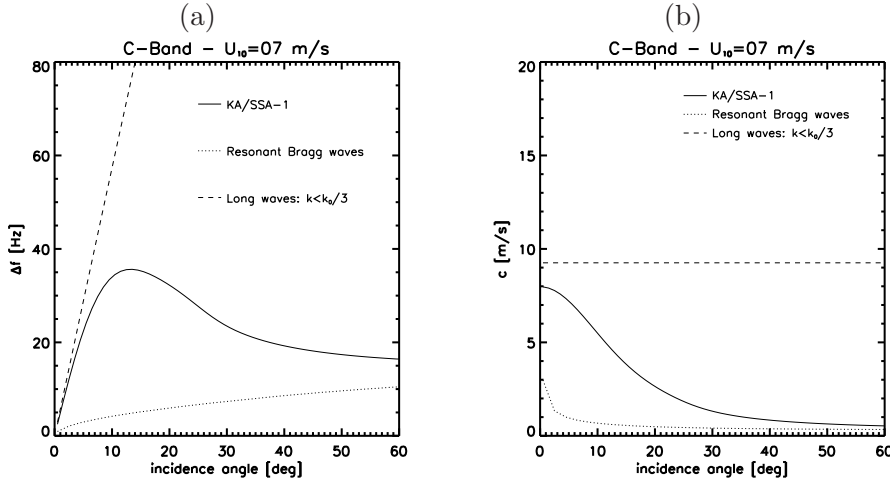 (a)
C-Band - U₁₀=07 m/s
80
60
40
20
0
Δf [Hz]
KA/SSA-1
Resonant Bragg waves
Long waves: k<k₀/3
0 10 20 30 40 50 60
incidence angle [deg]
(b)
C-Band - U₁₀=07 m/s
20
15
10
5
0
c [m/s]
KA/SSA-1
Resonant Bragg waves
Long waves: k<k₀/3
0 10 20 30 40 50 60
incidence angle [deg]